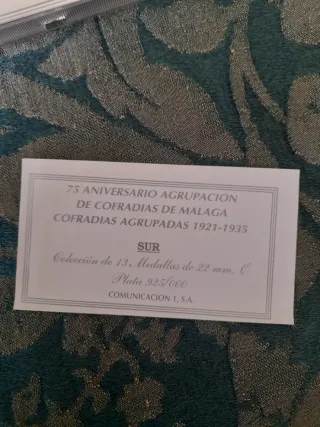 75 ANIVERSARIO AGRUPACION
DE COFRADIAS DE MALAGA
COFRADIAS AGRUPADAS 1921-1935
SUR
Colección de 13 Medallas de 22 mm.
Plata 925/000
COMUNICACION 1, S.A.